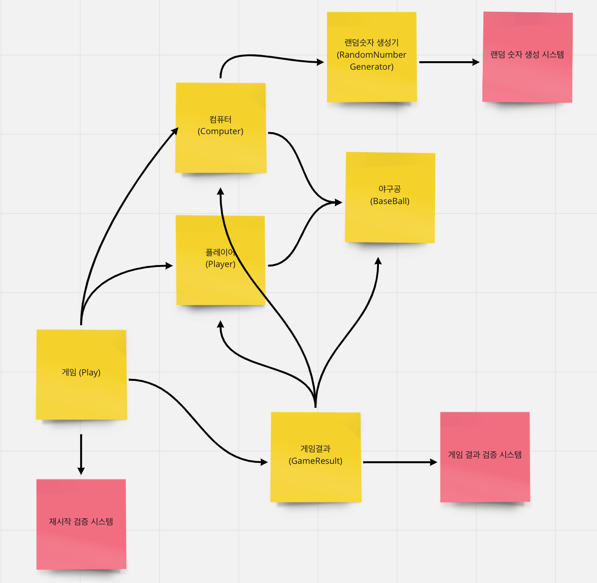 랜덤숫자 생성기
(RandomNumber
Generator)
랜덤 숫자 생성 시스템
컴퓨터
(Computer)
야구공
(BaseBall)
플레이어
(Player)
게임 (Play)
게임결과
(GameResult)
게임 결과 검증 시스템
재시작 검증 시스템